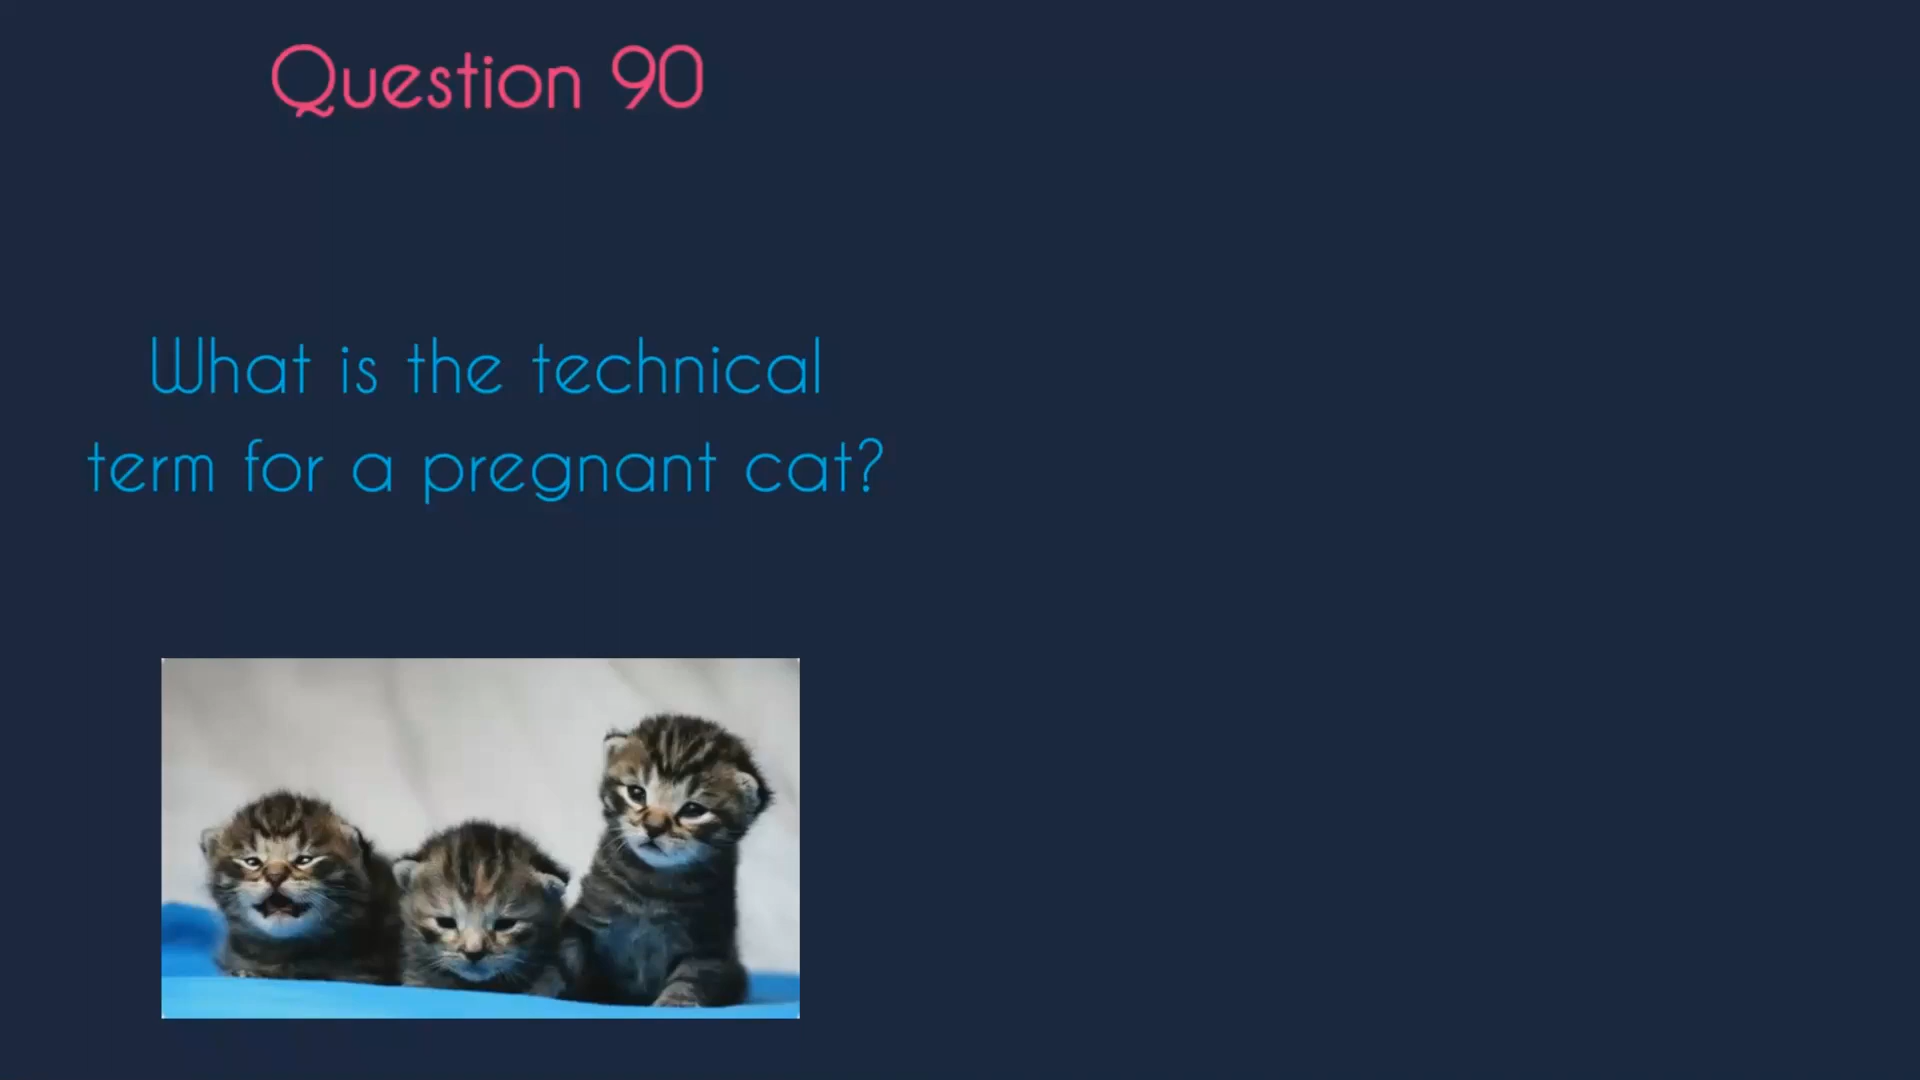 Question 90
What is the technical
term for a pregnant cat?